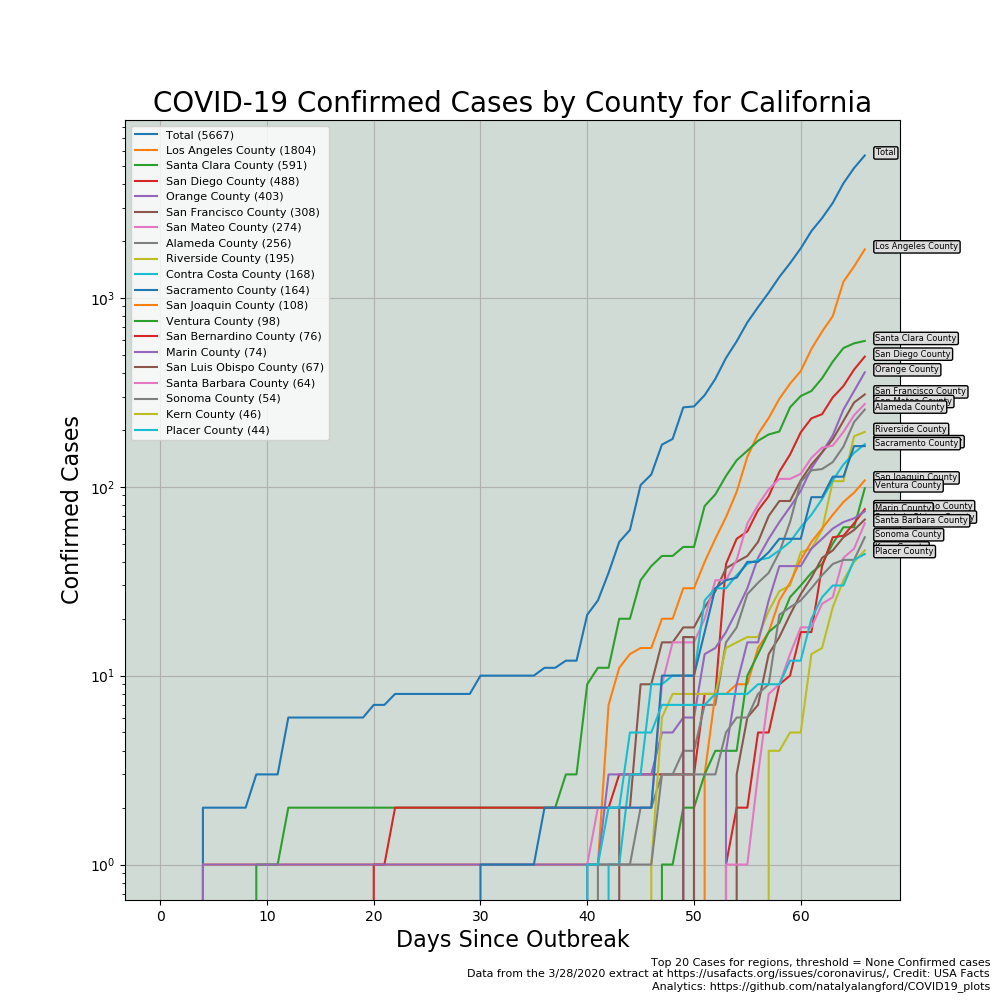 COVID-19 Confirmed Cases by County for California
Total (5667)
Los Angeles County (1804)
Santa Clara County (591)
San Diego County (488)
Orange County (403)
San Francisco County (308)
San Mateo County (274)
Alameda County (256)
Riverside County (195)
Contra Costa County (168)
Sacramento County (164)
San Joaquin County (108)
Ventura County (98)
San Bernardino County (76)
Marin County (74)
San Luis Obispo County (67)
Santa Barbara County (64)
Sonoma County (54)
Kern County (46)
Placer County (44)
Total
Los Angeles County
Santa Clara County
San Diego County
Orange County
San Francisco County
Alameda County
Riverside County
Sacramento County
San Joaquin County
Ventura County
Marin County
Santa Barbara County
Sonoma County
Placer County
10³
10²
10¹
10⁰
Confirmed Cases
0 10 20 30 40 50 60
Days Since Outbreak
Top 20 Cases for regions, threshold = None Confirmed cases
Data from the 3/28/2020 extract at https://usafacts.org/issues/coronavirus/, Credit: USA Facts
Analytics: https://github.com/natalyalangford/COVID19_plots